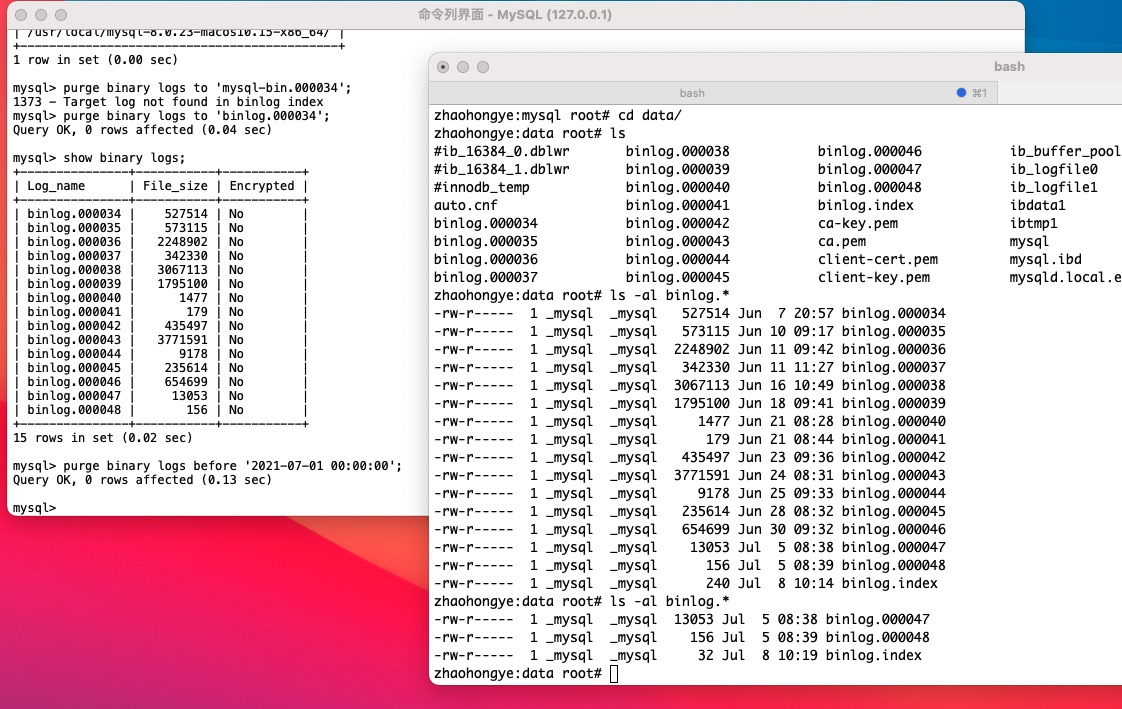 命令列界面 - MySQL (127.0.0.1)
| /usr/local/mysql-8.0.23-macos10.15-x86_64/ |
+--------------------------------------------+
1 row in set (0.00 sec)
mysql> purge binary logs to 'mysql-bin.000034';
1373 - Target log not found in binlog index
mysql> purge binary logs to 'binlog.000034';
Query OK, 0 rows affected (0.04 sec)
mysql> show binary logs;
+---------------+-----------+-----------+
| Log_name      | File_size | Encrypted |
+---------------+-----------+-----------+
| binlog.000034 |    527514 | No        |
| binlog.000035 |    573115 | No        |
| binlog.000036 |   2248902 | No        |
| binlog.000037 |    342330 | No        |
| binlog.000038 |   3067113 | No        |
| binlog.000039 |   1795100 | No        |
| binlog.000040 |      1477 | No        |
| binlog.000041 |       179 | No        |
| binlog.000042 |    435497 | No        |
| binlog.000043 |   3771591 | No        |
| binlog.000044 |      9178 | No        |
| binlog.000045 |    235614 | No        |
| binlog.000046 |    654699 | No        |
| binlog.000047 |     13053 | No        |
| binlog.000048 |       156 | No        |
+---------------+-----------+-----------+
15 rows in set (0.02 sec)
mysql> purge binary logs before '2021-07-01 00:00:00';
Query OK, 0 rows affected (0.13 sec)
mysql>
bash
bash ⌘1
zhaohongye:mysql root# cd data/
zhaohongye:data root# ls
#ib_16384_0.dblwr       binlog.000038           binlog.000046           ib_buffer_pool
#ib_16384_1.dblwr       binlog.000039           binlog.000047           ib_logfile0
#innodb_temp            binlog.000040           binlog.000048           ib_logfile1
auto.cnf                binlog.000041           binlog.index            ibdata1
binlog.000034           binlog.000042           ca-key.pem              ibtmp1
binlog.000035           binlog.000043           ca.pem                  mysql
binlog.000036           binlog.000044           client-cert.pem         mysql.ibd
binlog.000037           binlog.000045           client-key.pem          mysqld.local.e
zhaohongye:data root# ls -al binlog.*
-rw-r-----  1 _mysql  _mysql   527514 Jun  7 20:57 binlog.000034
-rw-r-----  1 _mysql  _mysql   573115 Jun 10 09:17 binlog.000035
-rw-r-----  1 _mysql  _mysql  2248902 Jun 11 09:42 binlog.000036
-rw-r-----  1 _mysql  _mysql   342330 Jun 11 11:27 binlog.000037
-rw-r-----  1 _mysql  _mysql  3067113 Jun 16 10:49 binlog.000038
-rw-r-----  1 _mysql  _mysql  1795100 Jun 18 09:41 binlog.000039
-rw-r-----  1 _mysql  _mysql     1477 Jun 21 08:28 binlog.000040
-rw-r-----  1 _mysql  _mysql      179 Jun 21 08:44 binlog.000041
-rw-r-----  1 _mysql  _mysql   435497 Jun 23 09:36 binlog.000042
-rw-r-----  1 _mysql  _mysql  3771591 Jun 24 08:31 binlog.000043
-rw-r-----  1 _mysql  _mysql     9178 Jun 25 09:33 binlog.000044
-rw-r-----  1 _mysql  _mysql   235614 Jun 28 08:32 binlog.000045
-rw-r-----  1 _mysql  _mysql   654699 Jun 30 09:32 binlog.000046
-rw-r-----  1 _mysql  _mysql    13053 Jul  5 08:38 binlog.000047
-rw-r-----  1 _mysql  _mysql      156 Jul  5 08:39 binlog.000048
-rw-r-----  1 _mysql  _mysql      240 Jul  8 10:14 binlog.index
zhaohongye:data root# ls -al binlog.*
-rw-r-----  1 _mysql  _mysql  13053 Jul  5 08:38 binlog.000047
-rw-r-----  1 _mysql  _mysql    156 Jul  5 08:39 binlog.000048
-rw-r-----  1 _mysql  _mysql     32 Jul  8 10:19 binlog.index
zhaohongye:data root#